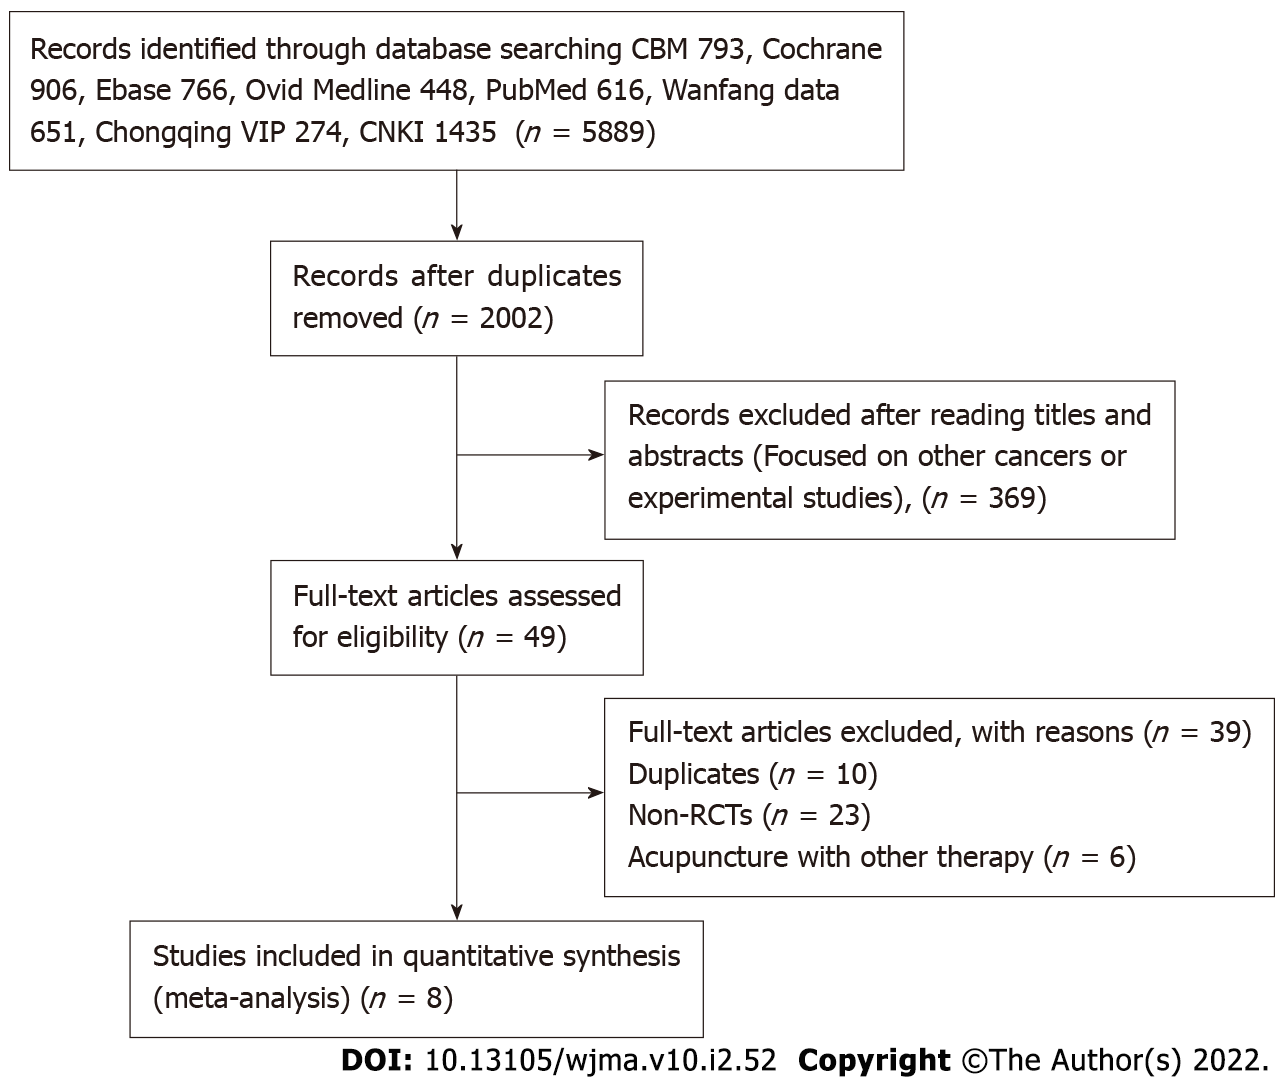 Records identified through database searching CBM 793, Cochrane
906, Ebase 766, Ovid Medline 448, PubMed 616, Wanfang data
651, Chongqing VIP 274, CNKI 1435 (n = 5889)
Records after duplicates
removed (n = 2002)
Records excluded after reading titles and
abstracts (Focused on other cancers or
experimental studies), (n = 369)
Full-text articles assessed
for eligibility (n = 49)
Full-text articles excluded, with reasons (n = 39)
Duplicates (n = 10)
Non-RCTs (n = 23)
Acupuncture with other therapy (n = 6)
Studies included in quantitative synthesis
(meta-analysis) (n = 8)
DOI: 10.13105/wjma.v10.i2.52 Copyright ©The Author(s) 2022.